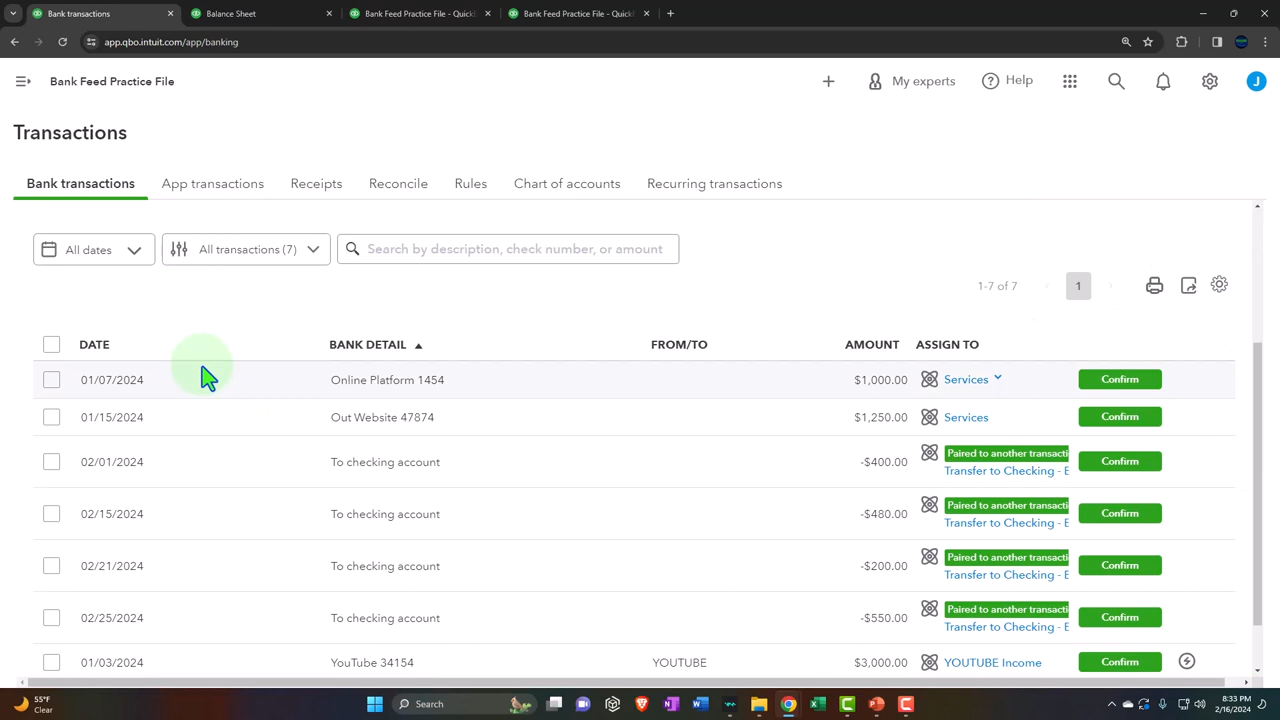 Bank transactions
Balance Sheet
Bank Feed Practice File - Quick
Bank Feed Practice File - Quick
app.qbo.intuit.com/app/banking
Bank Feed Practice File
My experts
Help
J
Transactions
Bank transactions App transactions Receipts Reconcile Rules Chart of accounts Recurring transactions
All dates
All transactions (7)
Search by description, check number, or amount
1-7 of 7
1
DATE BANK DETAIL FROM/TO AMOUNT ASSIGN TO
01/07/2024 Online Platform 1454 $1,000.00 Services Confirm
01/15/2024 Out Website 47874 $1,250.00 Services Confirm
Paired to another transacti
02/01/2024 To checking account -$400.00 Confirm
Transfer to Checking - E
Paired to another transacti
02/15/2024 To checking account -$480.00 Confirm
Transfer to Checking - E
Paired to another transacti
02/21/2024 To checking account -$200.00 Confirm
Transfer to Checking - E
Paired to another transacti
02/25/2024 To checking account -$550.00 Confirm
Transfer to Checking - E
01/03/2024 YouTube 34154 YOUTUBE $3,000.00 YOUTUBE Income Confirm
55°F
Clear
Search
8:33 PM
2/16/2024